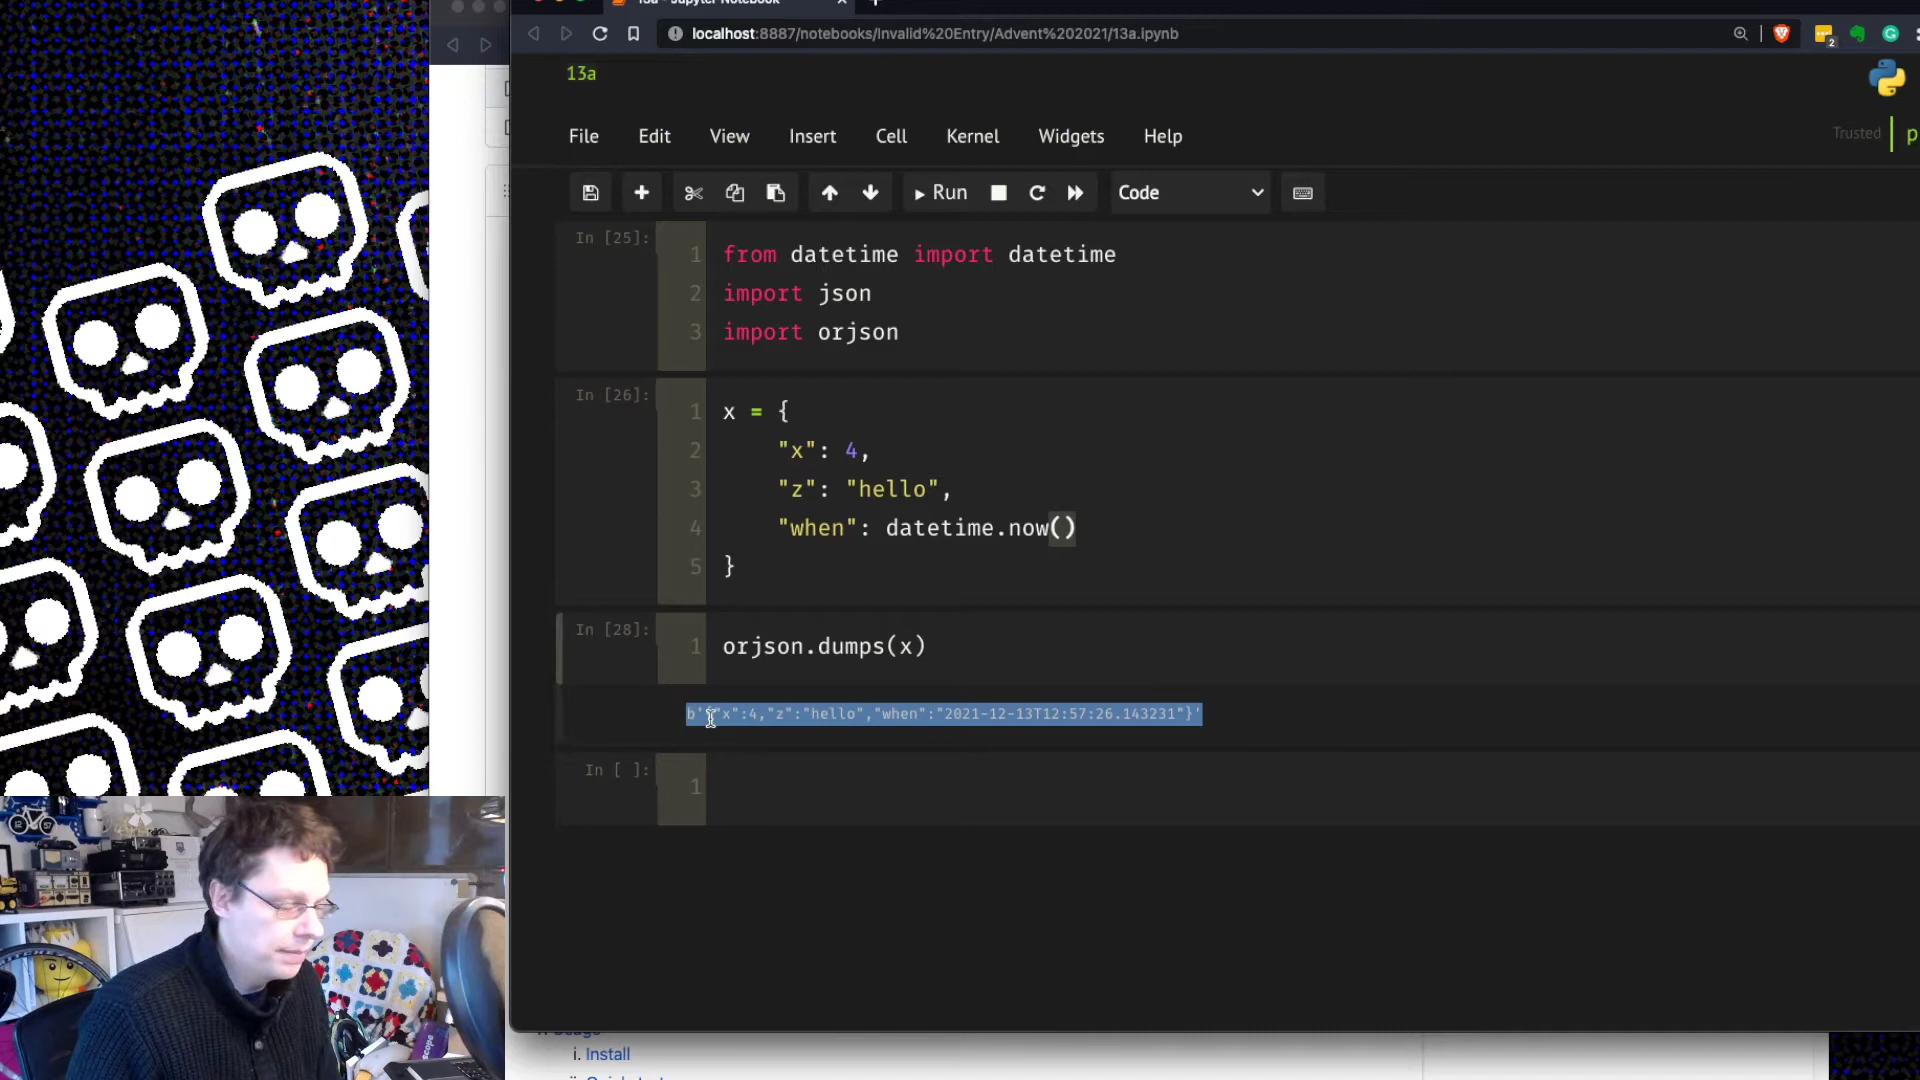 localhost:8887/notebooks/Invalid%20Entry/Advent%202021/13a.ipynb
2
13a
File Edit View Insert Cell Kernel Widgets Help
Trusted
Run Code
In [25]:
1 from datetime import datetime
2 import json
3 import orjson
In [26]:
1 x = {
2 "x": 4,
3 "z": "hello",
4 "when": datetime.now()
5 }
In [28]:
1 orjson.dumps(x)
b'{"x":4,"z":"hello","when":"2021-12-13T12:57:26.143231"}'
In [ ]:
1
i. Install